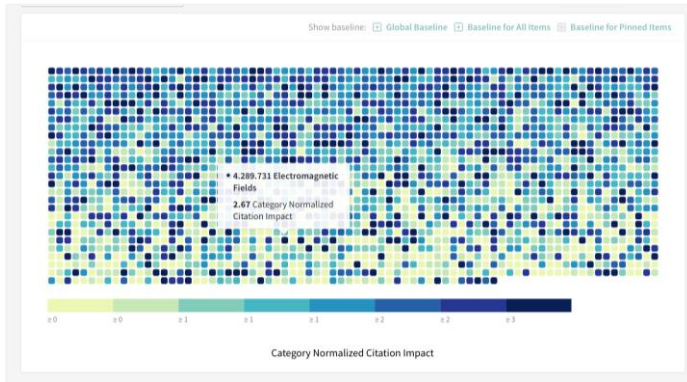 Show baseline: Global Baseline Baseline for All Items Baseline for Pinned Items
• 4.289.731 Electromagnetic
Fields
2.67 Category Normalized
Citation Impact
≥ 0 ≥ 0 ≥ 1 ≥ 1 ≥ 1 ≥ 2 ≥ 2 ≥ 3
Category Normalized Citation Impact